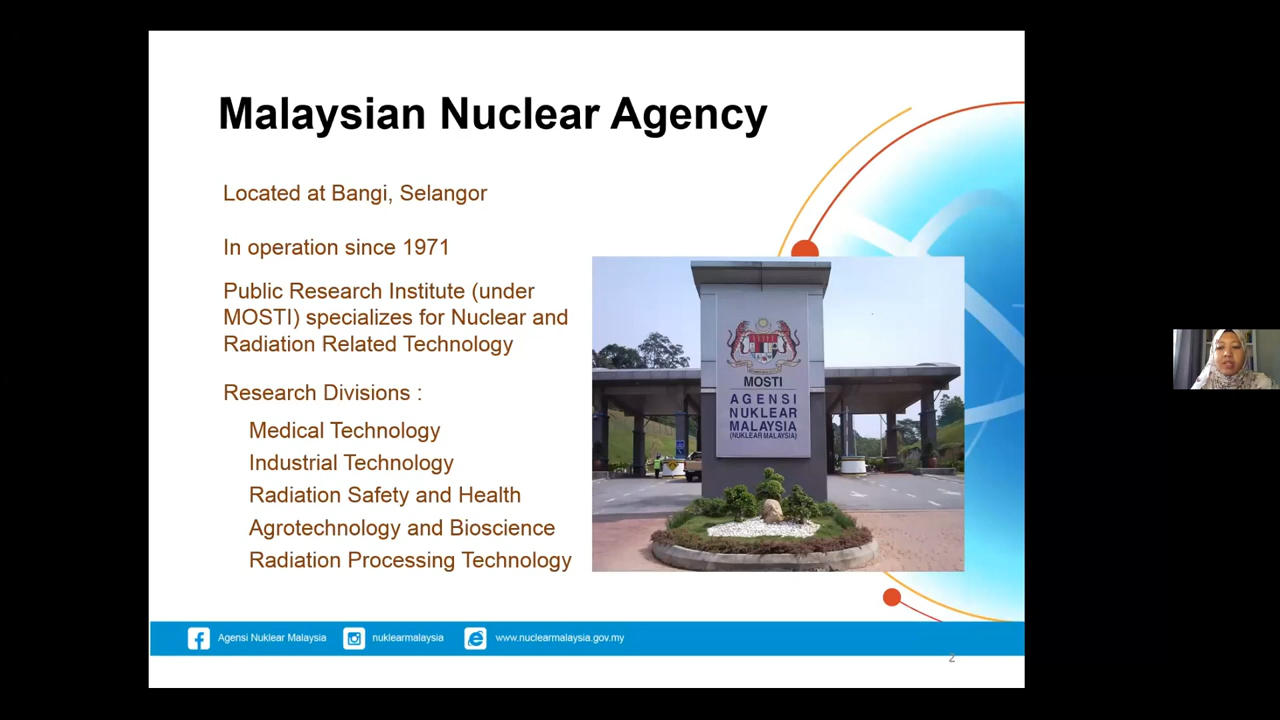 Malaysian Nuclear Agency
Located at Bangi, Selangor
In operation since 1971
Public Research Institute (under
MOSTI) specializes for Nuclear and
Radiation Related Technology
Research Divisions :
Medical Technology
Industrial Technology
Radiation Safety and Health
Agrotechnology and Bioscience
Radiation Processing Technology
MOSTI
AGENSI
NUKLEAR
MALAYSIA
(NUKLEAR MALAYSIA)
Agensi Nuklear Malaysia
nuklearmalaysia
www.nuclearmalaysia.gov.my
2